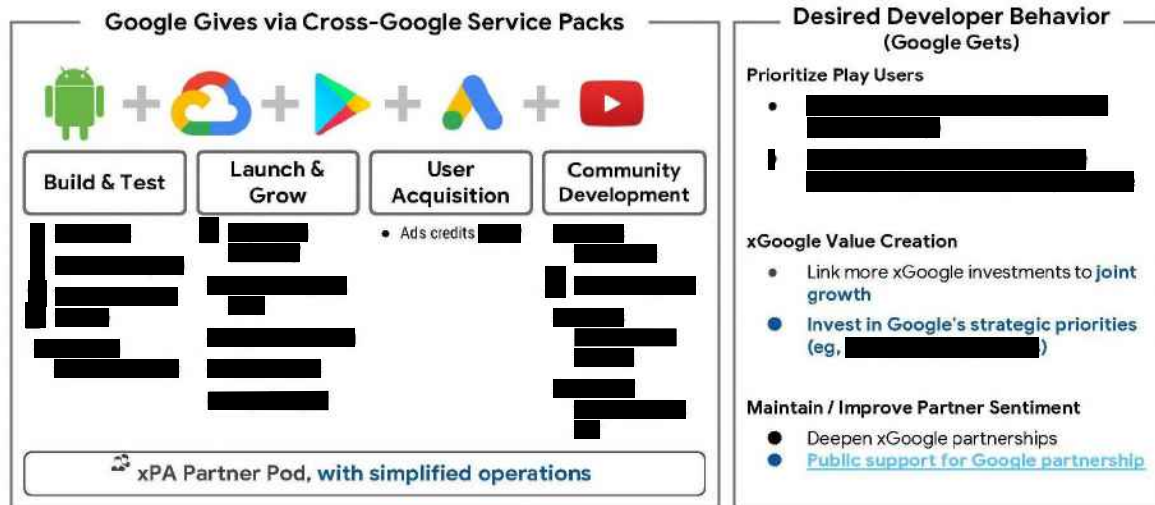 Google Gives via Cross-Google Service Packs
Build & Test
Launch &
Grow
User
Acquisition
Community
Development
• Ads credits
xPA Partner Pod, with simplified operations
Desired Developer Behavior
(Google Gets)
Prioritize Play Users
xGoogle Value Creation
• Link more xGoogle investments to joint
growth
• Invest in Google's strategic priorities
(eg, )
Maintain / Improve Partner Sentiment
• Deepen xGoogle partnerships
• Public support for Google partnership